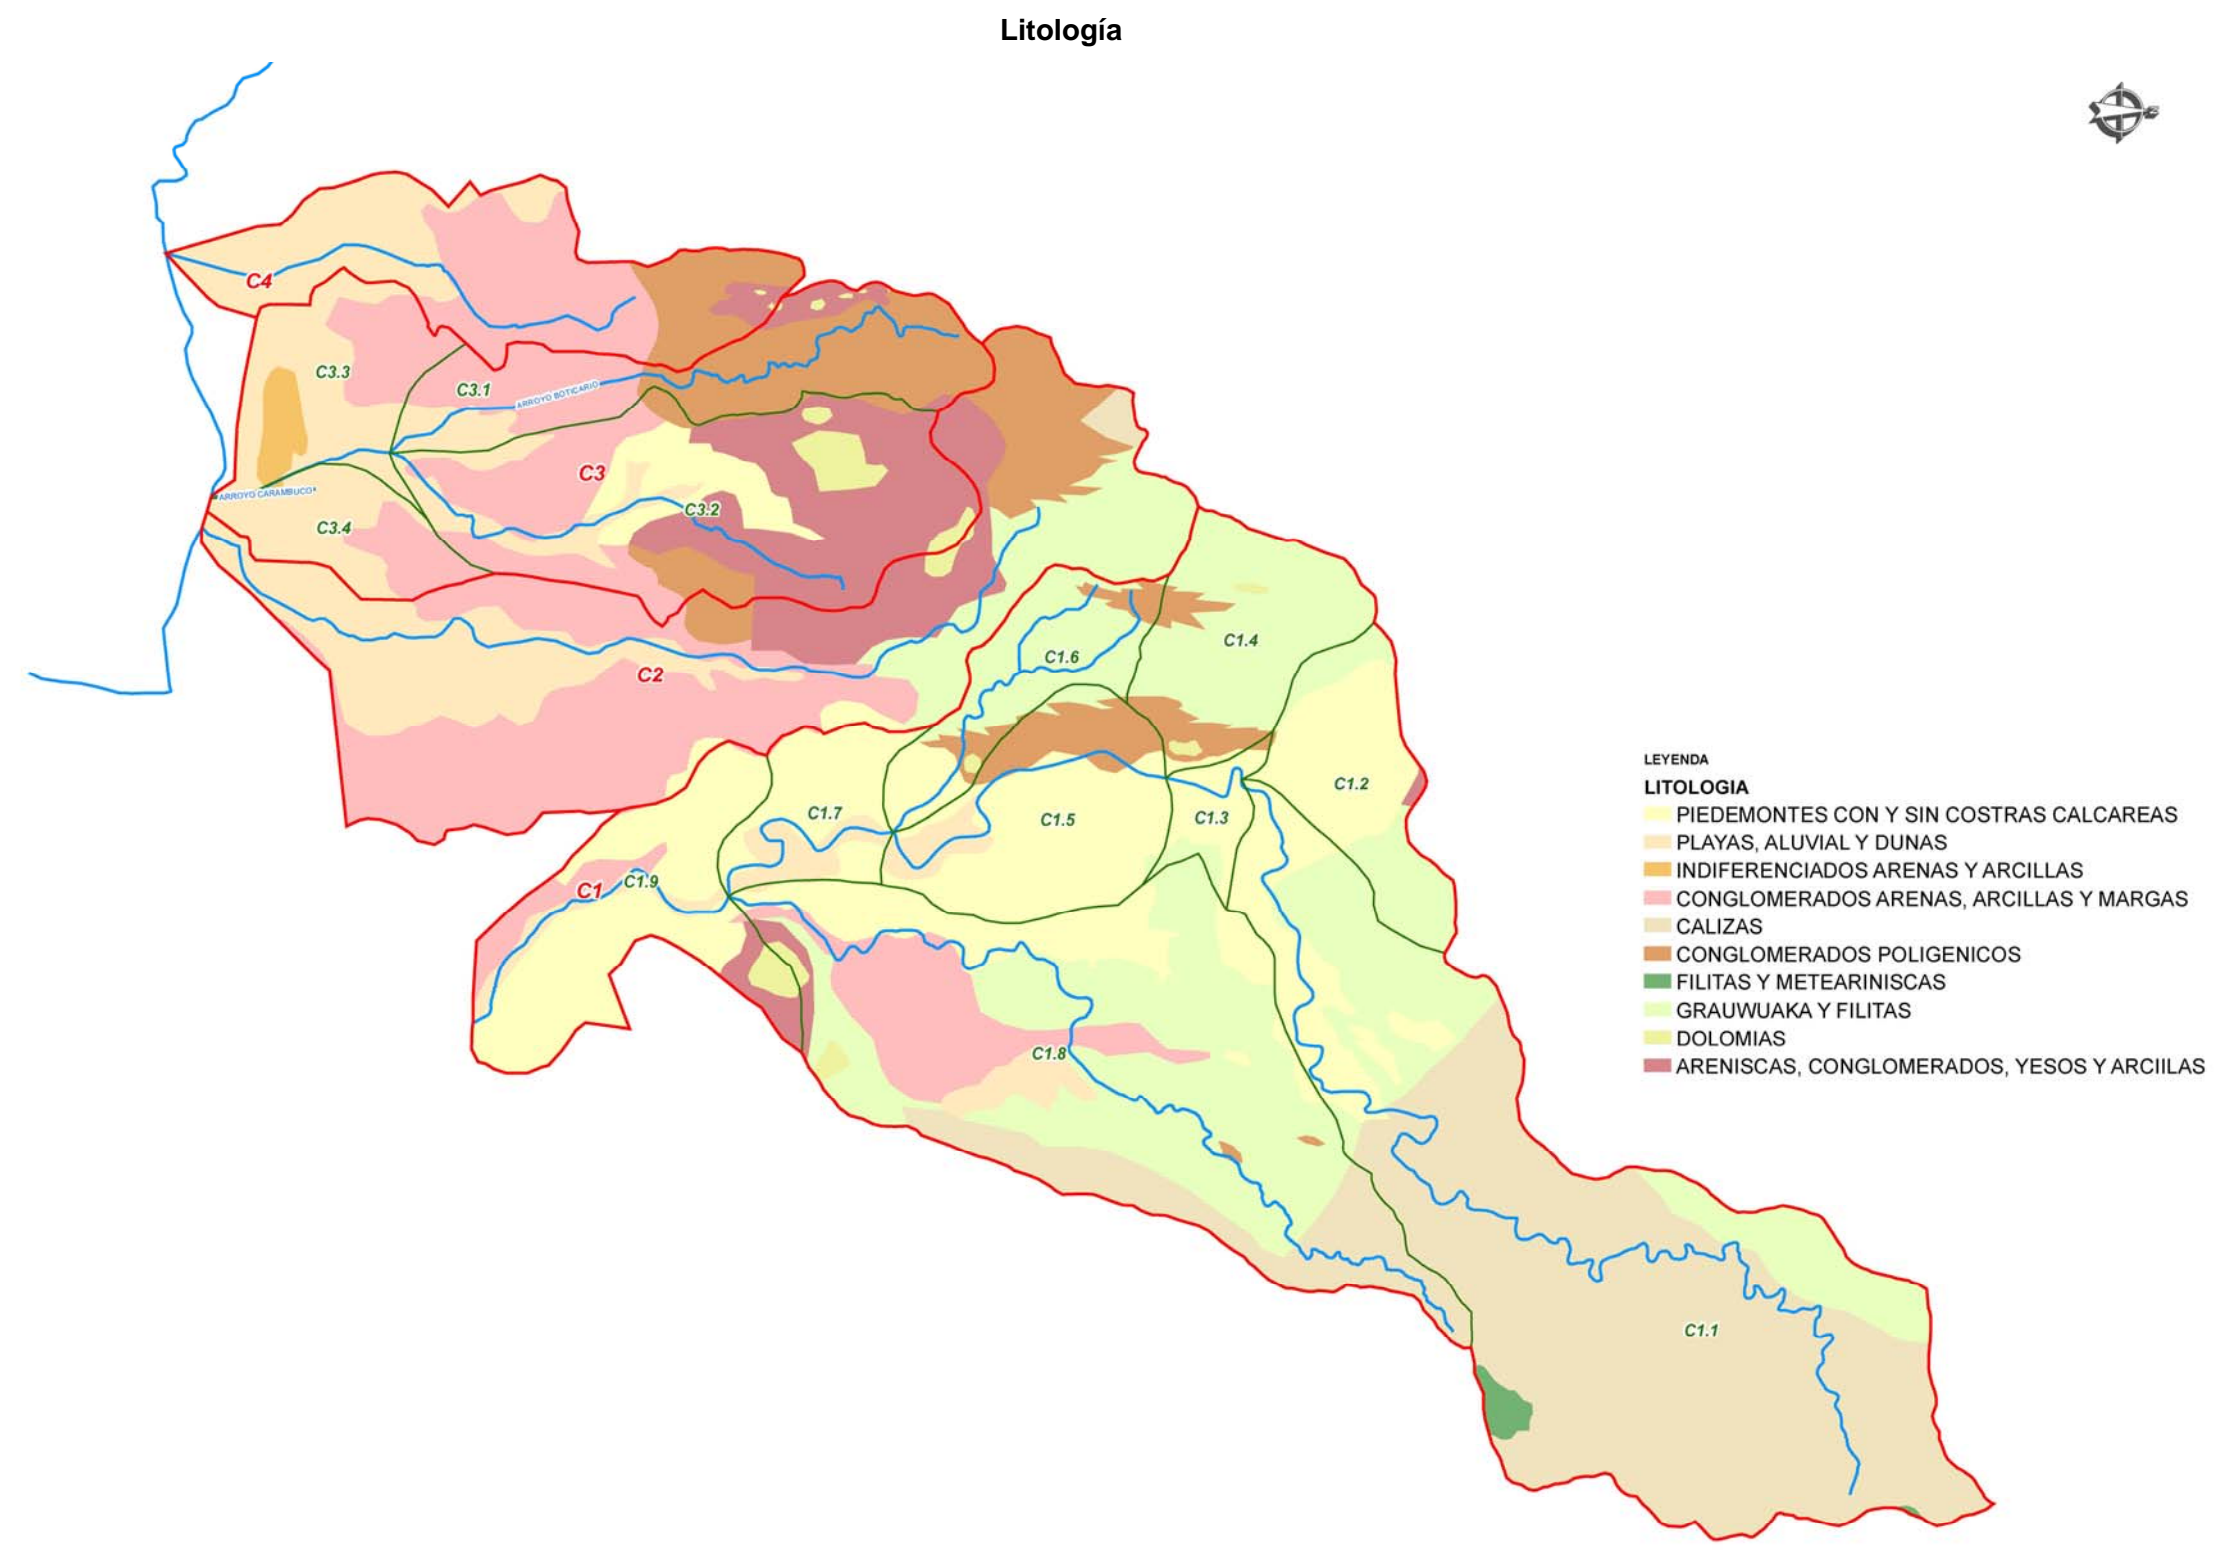 Litología
C4
C3.3
C3.1
ARROYO BOTICARIO
C3
ARROYO CARAMBUCO
C3.2
C3.4
C1.4
C1.6
C2
C1.2
C1.7
C1.5
C1.3
C1
C1.9
C1.8
C1.1
LEYENDA
LITOLOGIA
PIEDEMONTES CON Y SIN COSTRAS CALCAREAS
PLAYAS, ALUVIAL Y DUNAS
INDIFERENCIADOS ARENAS Y ARCILLAS
CONGLOMERADOS ARENAS, ARCILLAS Y MARGAS
CALIZAS
CONGLOMERADOS POLIGENICOS
FILITAS Y METEARINISCAS
GRAUWUAKA Y FILITAS
DOLOMIAS
ARENISCAS, CONGLOMERADOS, YESOS Y ARCIILAS